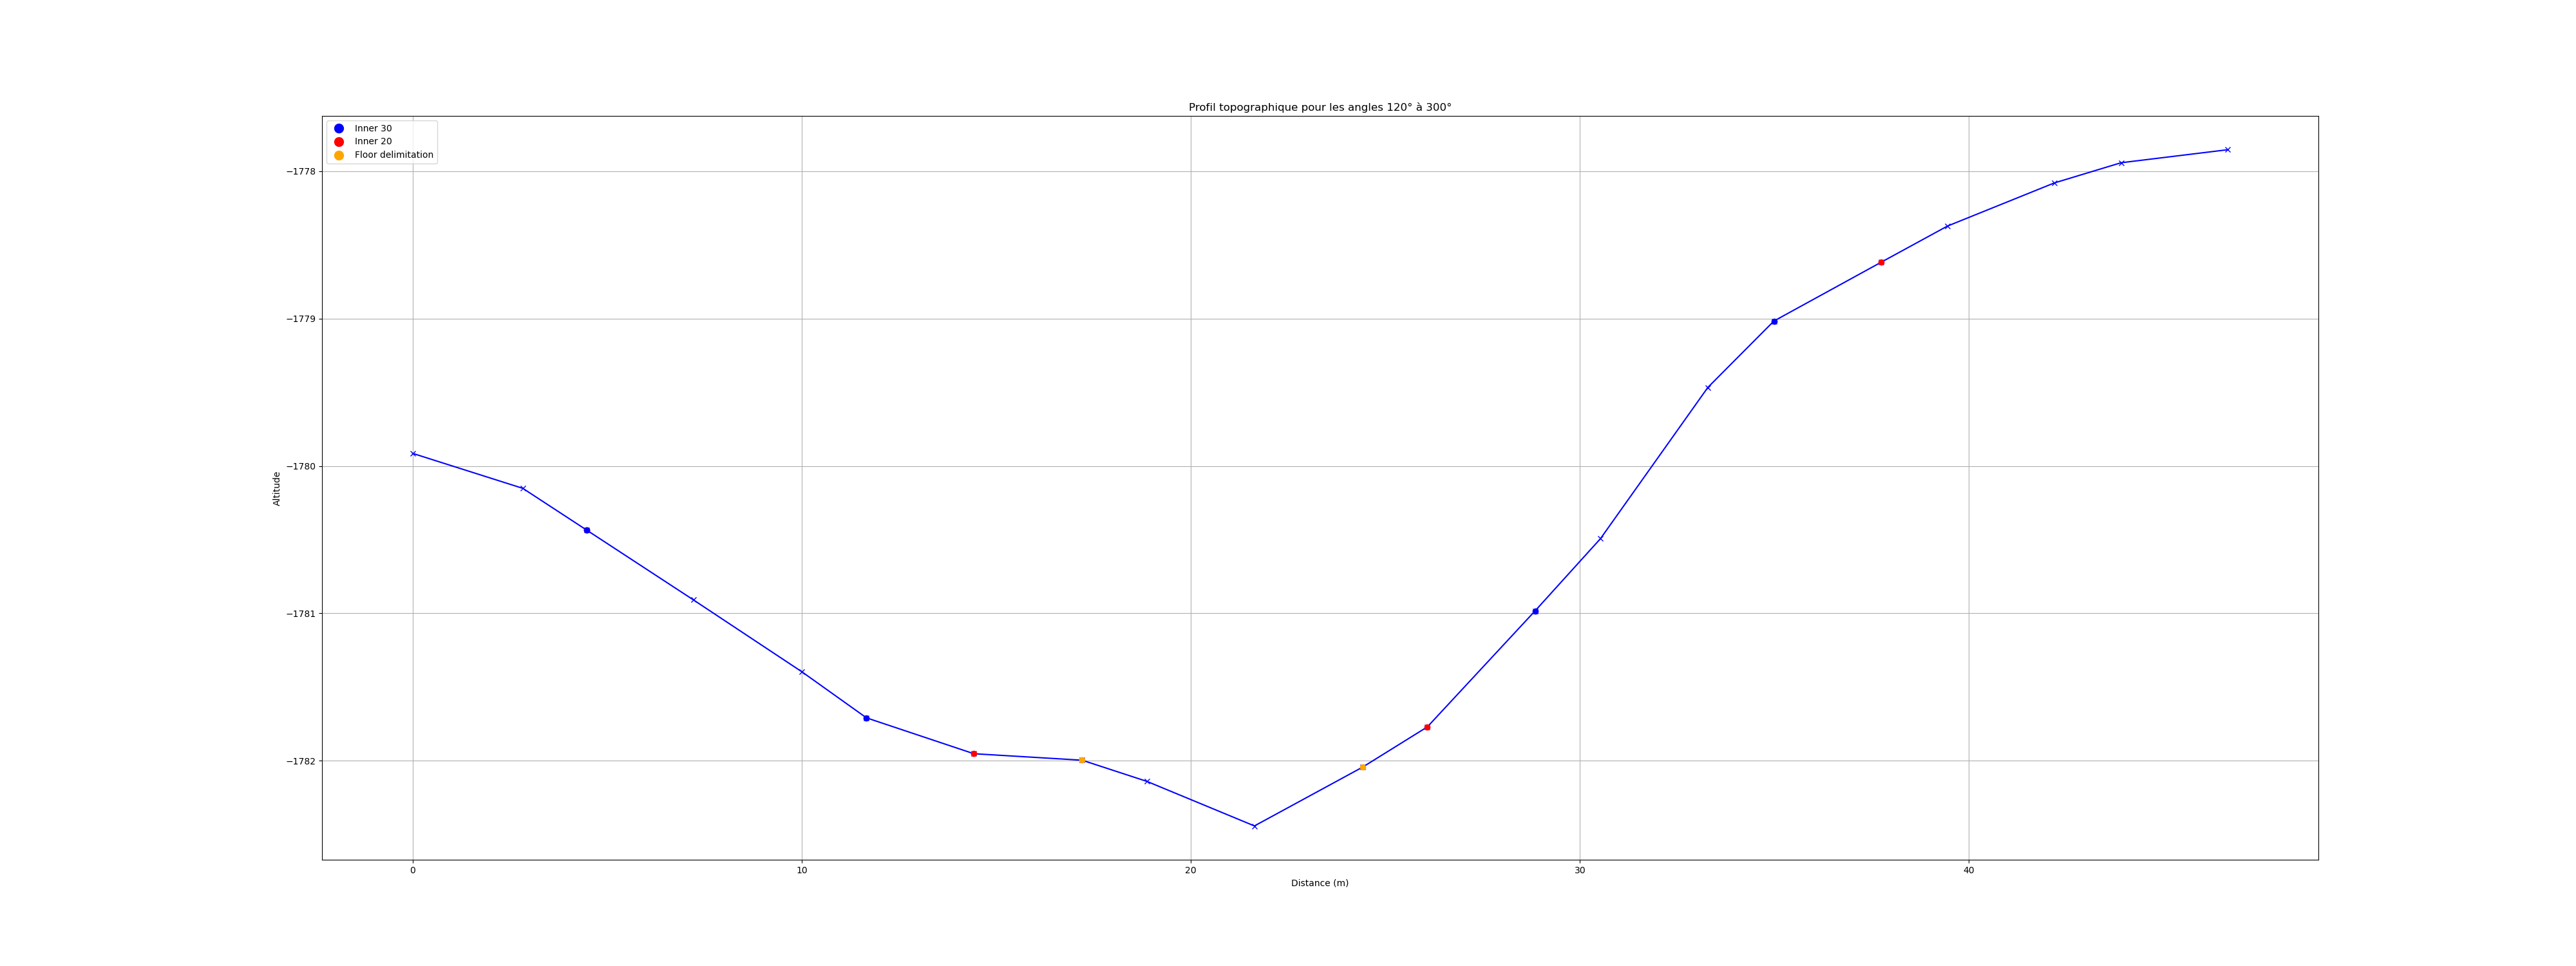 Profil topographique pour les angles 120° à 300°
Inner 30
Inner 20
Floor delimitation
−1778
−1779
−1780
−1781
−1782
Altitude
0 10 20 30 40
Distance (m)